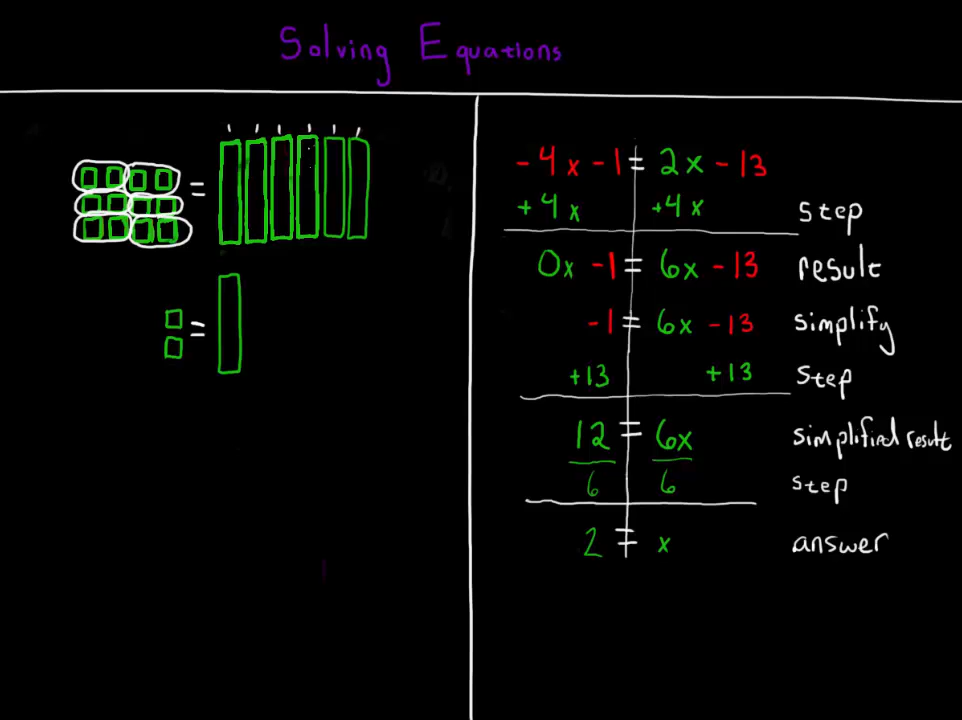 Solving Equations
=
=
-4x -1 = 2x -13
+4x +4x step
0x -1 = 6x -13 result
-1 = 6x -13 simplify
+13 +13 step
12 = 6x simplified result
6 6 step
2 = x answer